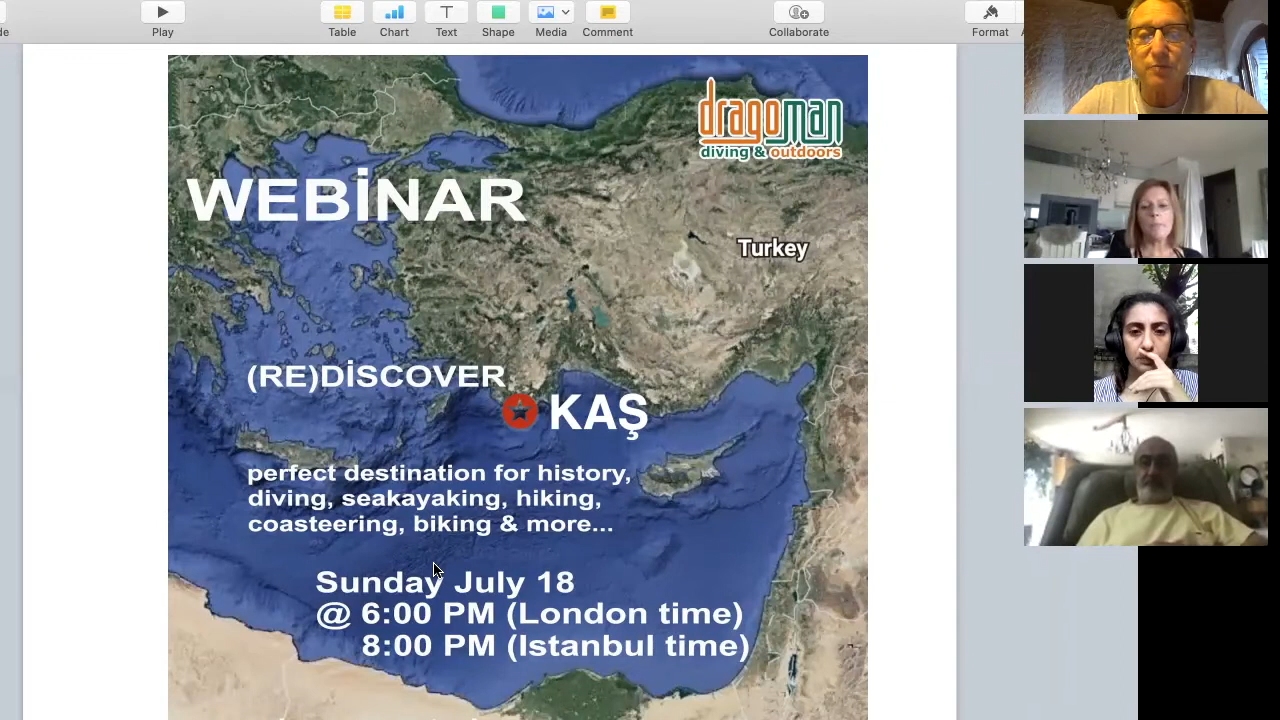 Play
Table
Chart
Text
Shape
Media
Comment
Collaborate
Format
dragoman
diving & outdoors
WEBİNAR
Turkey
(RE)DİSCOVER
KAŞ
perfect destination for history,
diving, seakayaking, hiking,
coasteering, biking & more...
Sunday July 18
@ 6:00 PM (London time)
8:00 PM (Istanbul time)